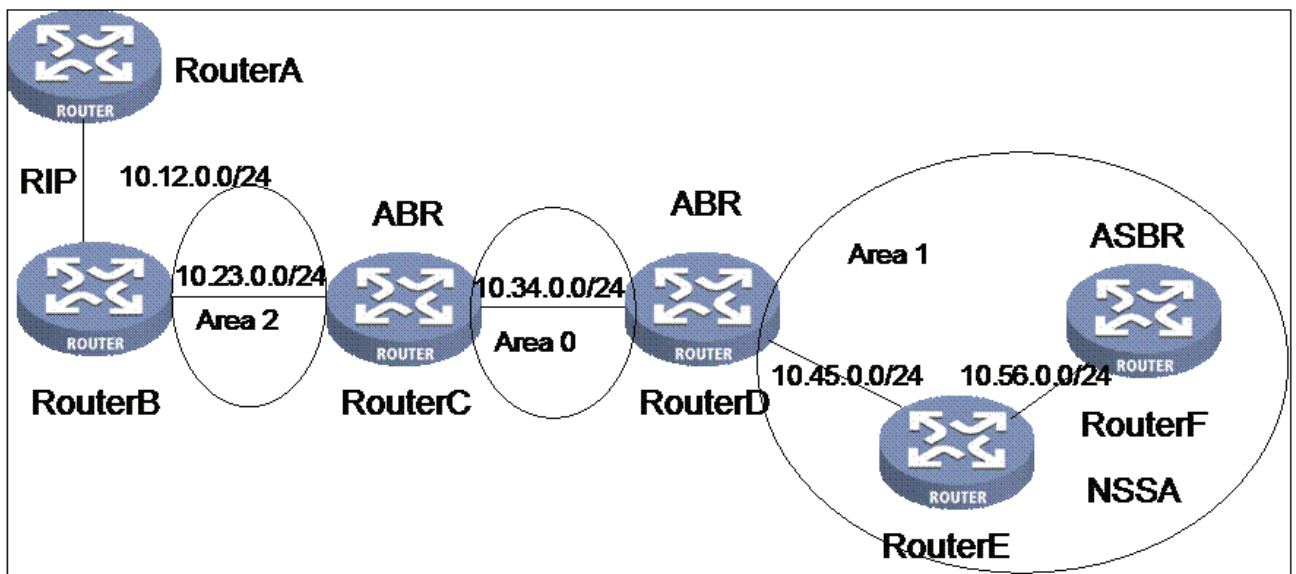 ROUTER
RouterA
RIP
10.12.0.0/24
ABR
ABR
Area 1
ASBR
10.23.0.0/24
Area 2
10.34.0.0/24
Area 0
ROUTER
ROUTER
ROUTER
ROUTER
RouterB
RouterC
RouterD
10.45.0.0/24
10.56.0.0/24
RouterF
ROUTER
NSSA
RouterE